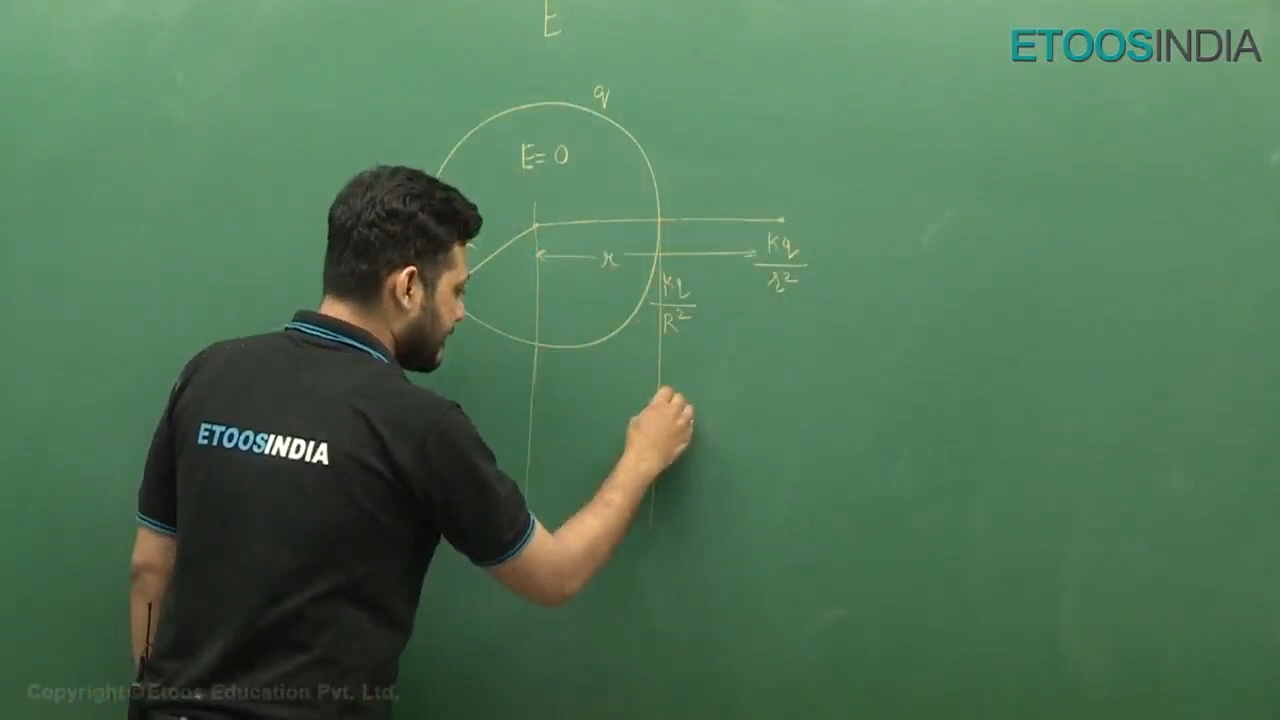 E
ETOOSINDIA
q
E=0
r
Kq
r²
Kq
R²
ETOOSINDIA
Copyright©Etoos Education Pvt. Ltd.